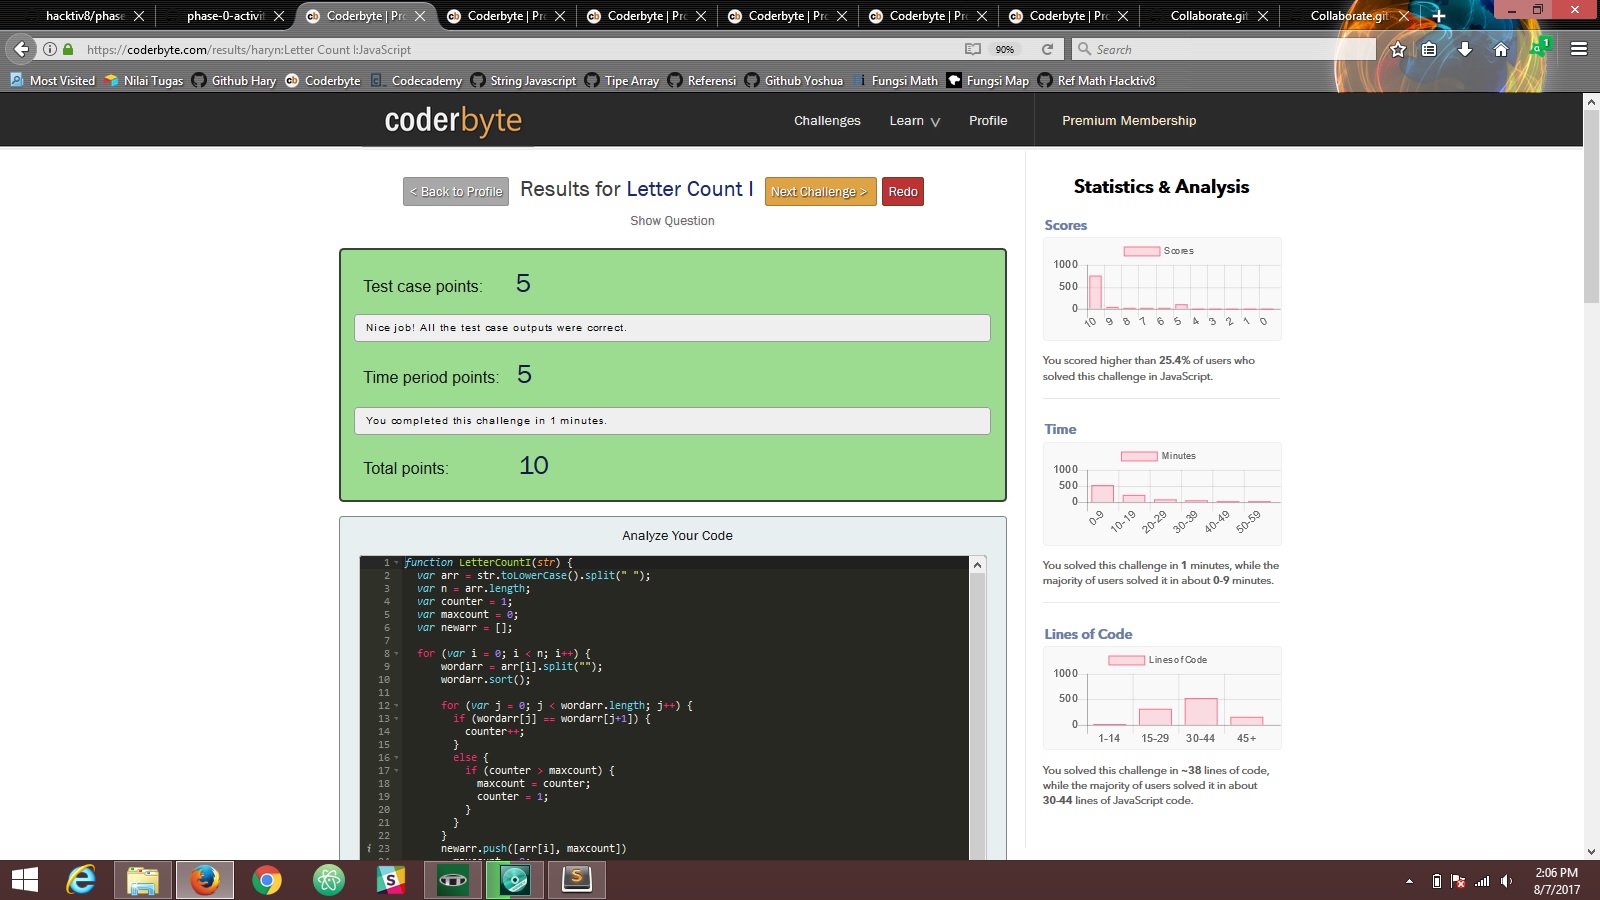 hacktiv8/phase
phase-0-activit
Coderbyte | Pro
Coderbyte | Pro
Coderbyte | Pro
Coderbyte | Pro
Coderbyte | Pro
Coderbyte | Pro
Collaborate.git
Collaborate.git
https://coderbyte.com/results/haryn:Letter Count I:JavaScript
90%
Search
1
Most Visited
Nilai Tugas
Github Hary
Coderbyte
Codecademy
String Javascript
Tipe Array
Referensi
Github Yoshua
Fungsi Math
Fungsi Map
Ref Math Hacktiv8
coderbyte
Challenges
Learn
Profile
Premium Membership
< Back to Profile
Results for Letter Count I
Next Challenge >
Redo
Show Question
Test case points: 5
Nice job! All the test case outputs were correct.
Time period points: 5
You completed this challenge in 1 minutes.
Total points: 10
Analyze Your Code
1 function LetterCountI(str) {
2 var arr = str.toLowerCase().split(" ");
3 var n = arr.length;
4 var counter = 1;
5 var maxcount = 0;
6 var newarr = [];
7
8 for (var i = 0; i < n; i++) {
9 wordarr = arr[i].split("");
10 wordarr.sort();
11
12 for (var j = 0; j < wordarr.length; j++) {
13 if (wordarr[j] == wordarr[j+1]) {
14 counter++;
15 }
16 else {
17 if (counter > maxcount) {
18 maxcount = counter;
19 counter = 1;
20 }
21 }
22 }
23 newarr.push([arr[i], maxcount])
Statistics & Analysis
Scores
Scores
1000
500
0
10 9 8 7 6 5 4 3 2 1 0
You scored higher than 25.4% of users who
solved this challenge in JavaScript.
Time
Minutes
1000
500
0
0-9 10-19 20-29 30-39 40-49 50-59
You solved this challenge in 1 minutes, while the
majority of users solved it in about 0-9 minutes.
Lines of Code
Lines of Code
1000
500
0
1-14 15-29 30-44 45+
You solved this challenge in ~38 lines of code,
while the majority of users solved it in about
30-44 lines of JavaScript code.
2:06 PM
8/7/2017